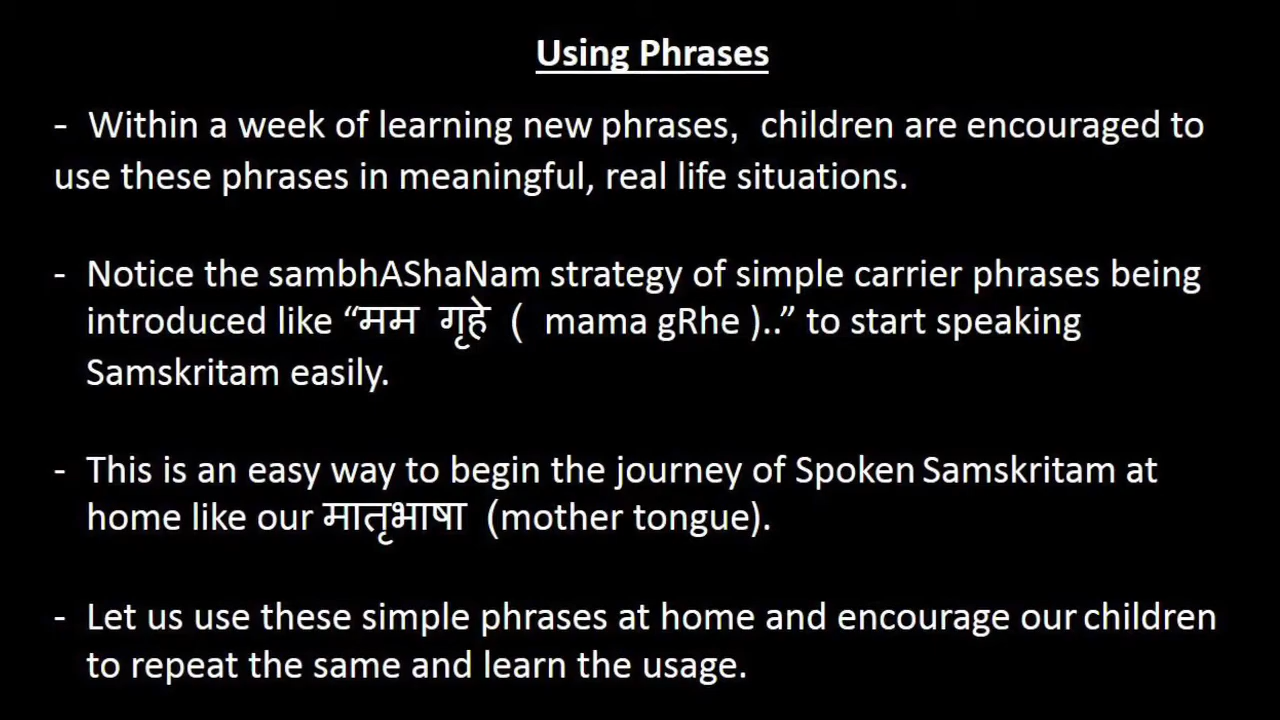 Using Phrases
- Within a week of learning new phrases, children are encouraged to
use these phrases in meaningful, real life situations.
- Notice the sambhAShaNam strategy of simple carrier phrases being
introduced like “मम गृहे ( mama gRhe )..” to start speaking
Samskritam easily.
- This is an easy way to begin the journey of Spoken Samskritam at
home like our मातृभाषा (mother tongue).
- Let us use these simple phrases at home and encourage our children
to repeat the same and learn the usage.